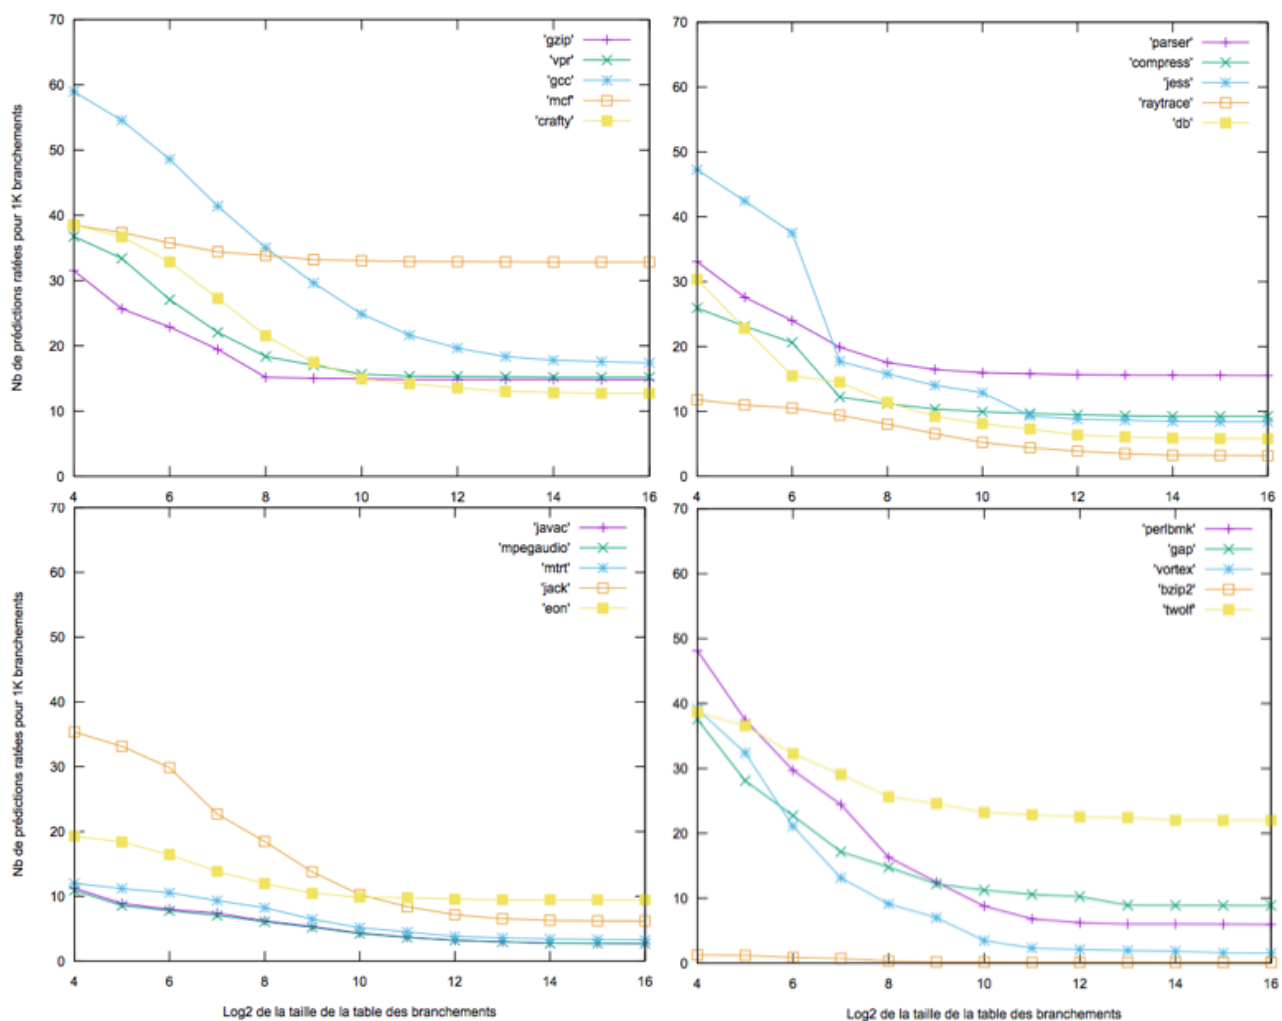 70
60
50
40
30
20
10
0
4
6
8
10
12
14
16
Nb de prédictions ratées pour 1K branchements
'gzip'
'vpr'
'gcc'
'mcf'
'crafty'
70
60
50
40
30
20
10
0
4
6
8
10
12
14
16
'parser'
'compress'
'jess'
'raytrace'
'db'
70
60
50
40
30
20
10
0
4
6
8
10
12
14
16
Nb de prédictions ratées pour 1K branchements
Log2 de la taille de la table des branchements
'javac'
'mpegaudio'
'mtrt'
'jack'
'eon'
70
60
50
40
30
20
10
0
4
6
8
10
12
14
16
Log2 de la taille de la table des branchements
'perlbmk'
'gap'
'vortex'
'bzip2'
'twolf'